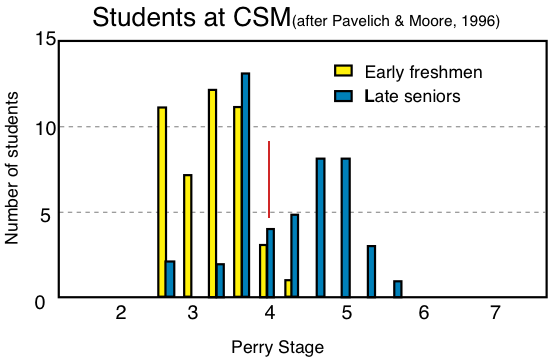 Students at CSM(after Pavelich & Moore, 1996)
15
Early freshmen
Late seniors
10
Number of students
5
0
2 3 4 5 6 7
Perry Stage